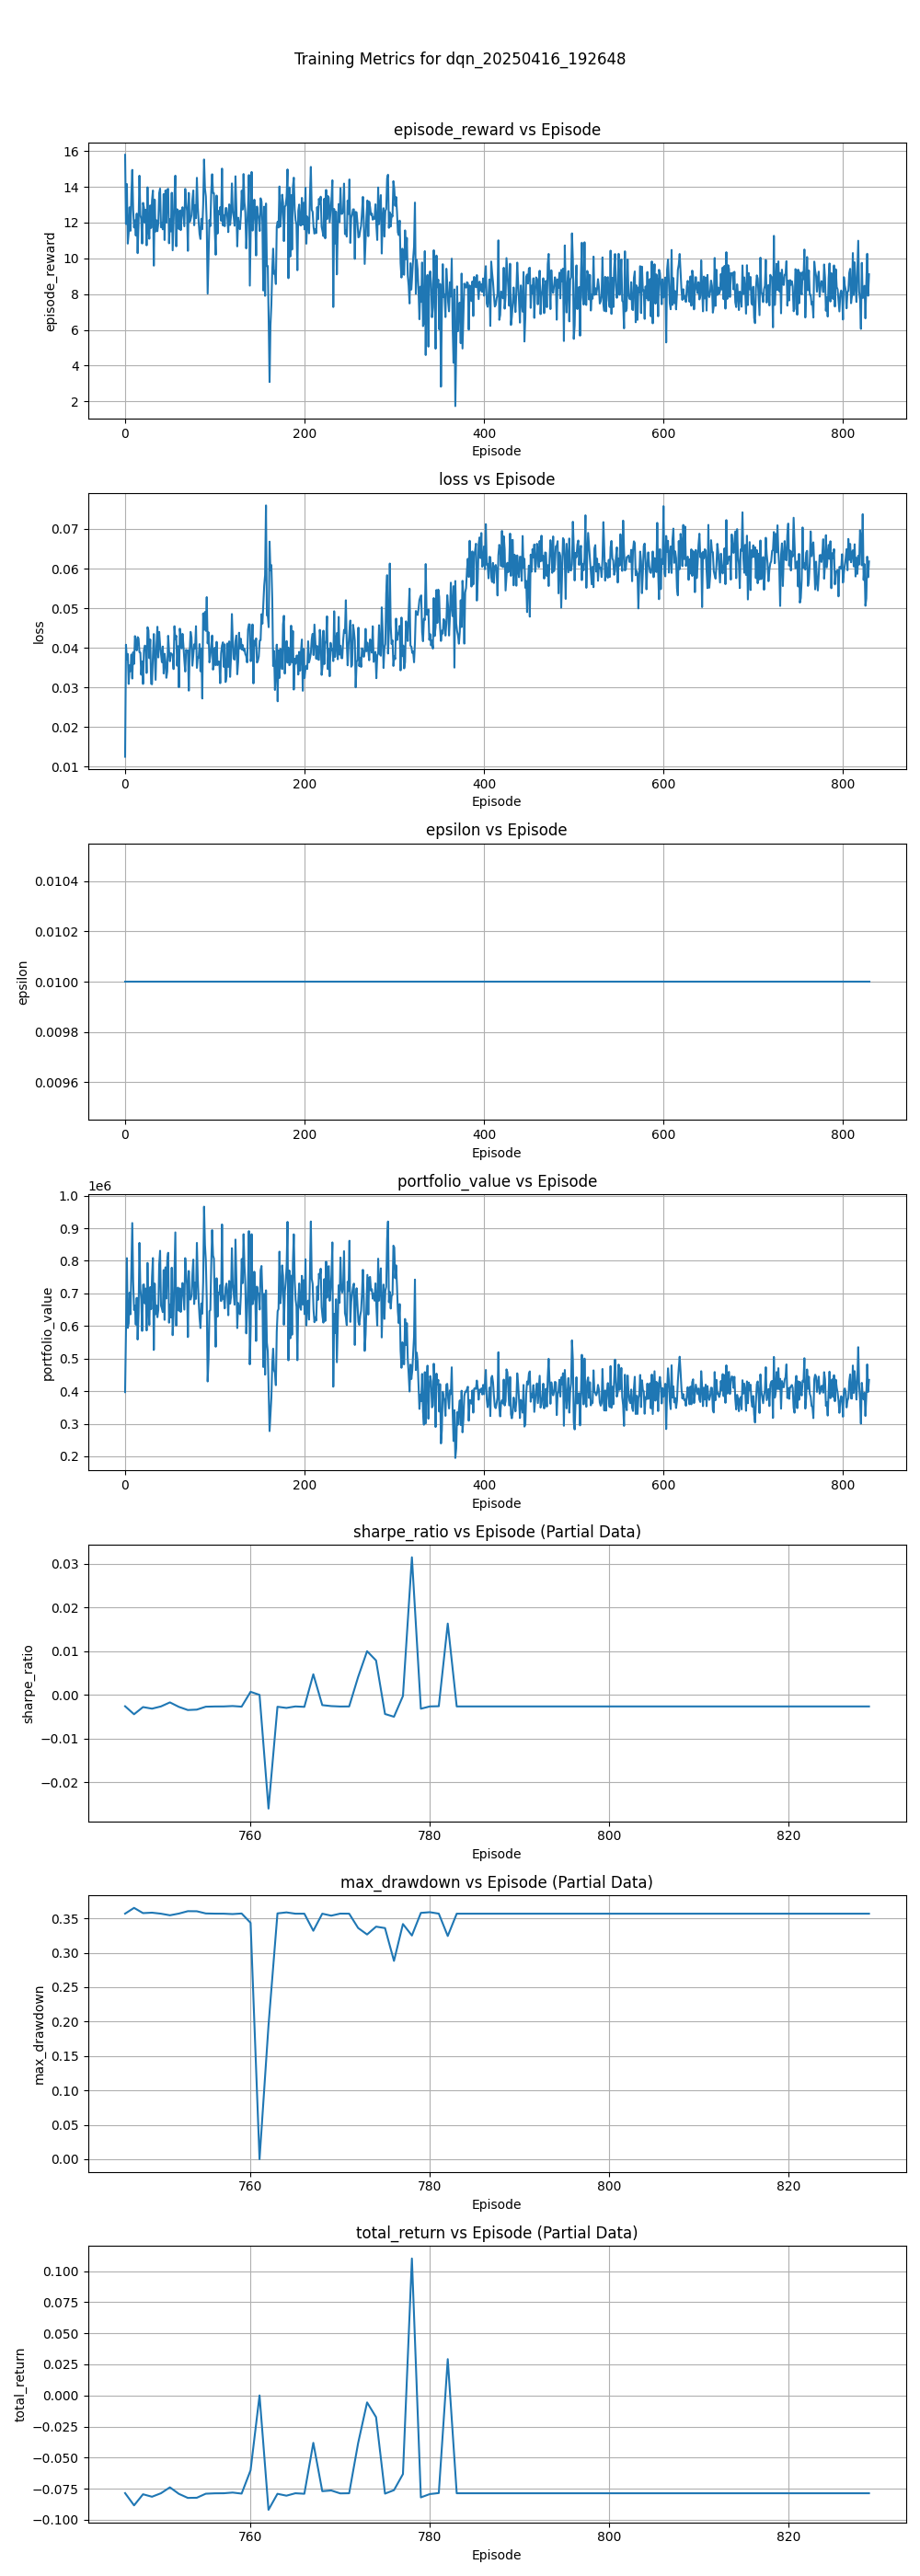 Training Metrics for dqn_20250416_192648
episode_reward vs Episode
16
14
12
10
8
6
4
2
episode_reward
0 200 400 600 800
Episode
loss vs Episode
0.07
0.06
0.05
0.04
0.03
0.02
0.01
loss
0 200 400 600 800
Episode
epsilon vs Episode
0.0104
0.0102
0.0100
0.0098
0.0096
epsilon
0 200 400 600 800
Episode
portfolio_value vs Episode
1e6
1.0
0.9
0.8
0.7
0.6
0.5
0.4
0.3
0.2
portfolio_value
0 200 400 600 800
Episode
sharpe_ratio vs Episode (Partial Data)
0.03
0.02
0.01
0.00
−0.01
−0.02
sharpe_ratio
760 780 800 820
Episode
max_drawdown vs Episode (Partial Data)
0.35
0.30
0.25
0.20
0.15
0.10
0.05
0.00
max_drawdown
760 780 800 820
Episode
total_return vs Episode (Partial Data)
0.100
0.075
0.050
0.025
0.000
−0.025
−0.050
−0.075
−0.100
total_return
760 780 800 820
Episode